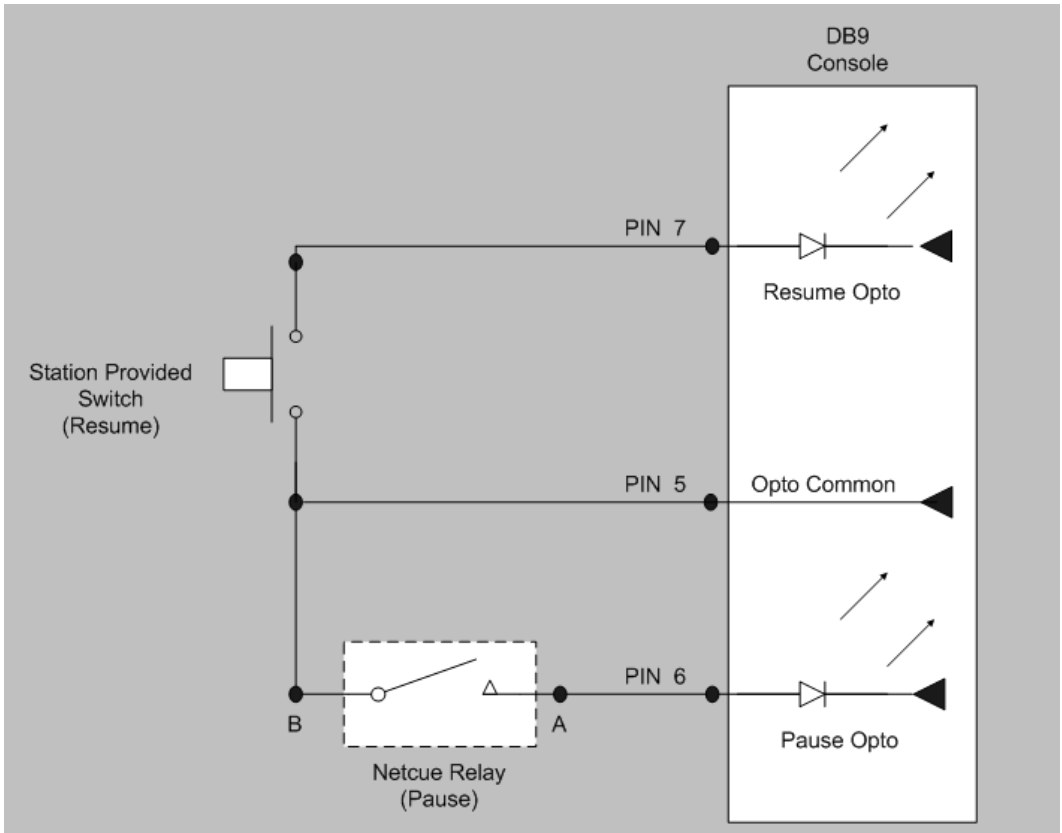 DB9
Console
PIN 7
Resume Opto
Station Provided
Switch
(Resume)
PIN 5
Opto Common
PIN 6
B
A
Pause Opto
Netcue Relay
(Pause)